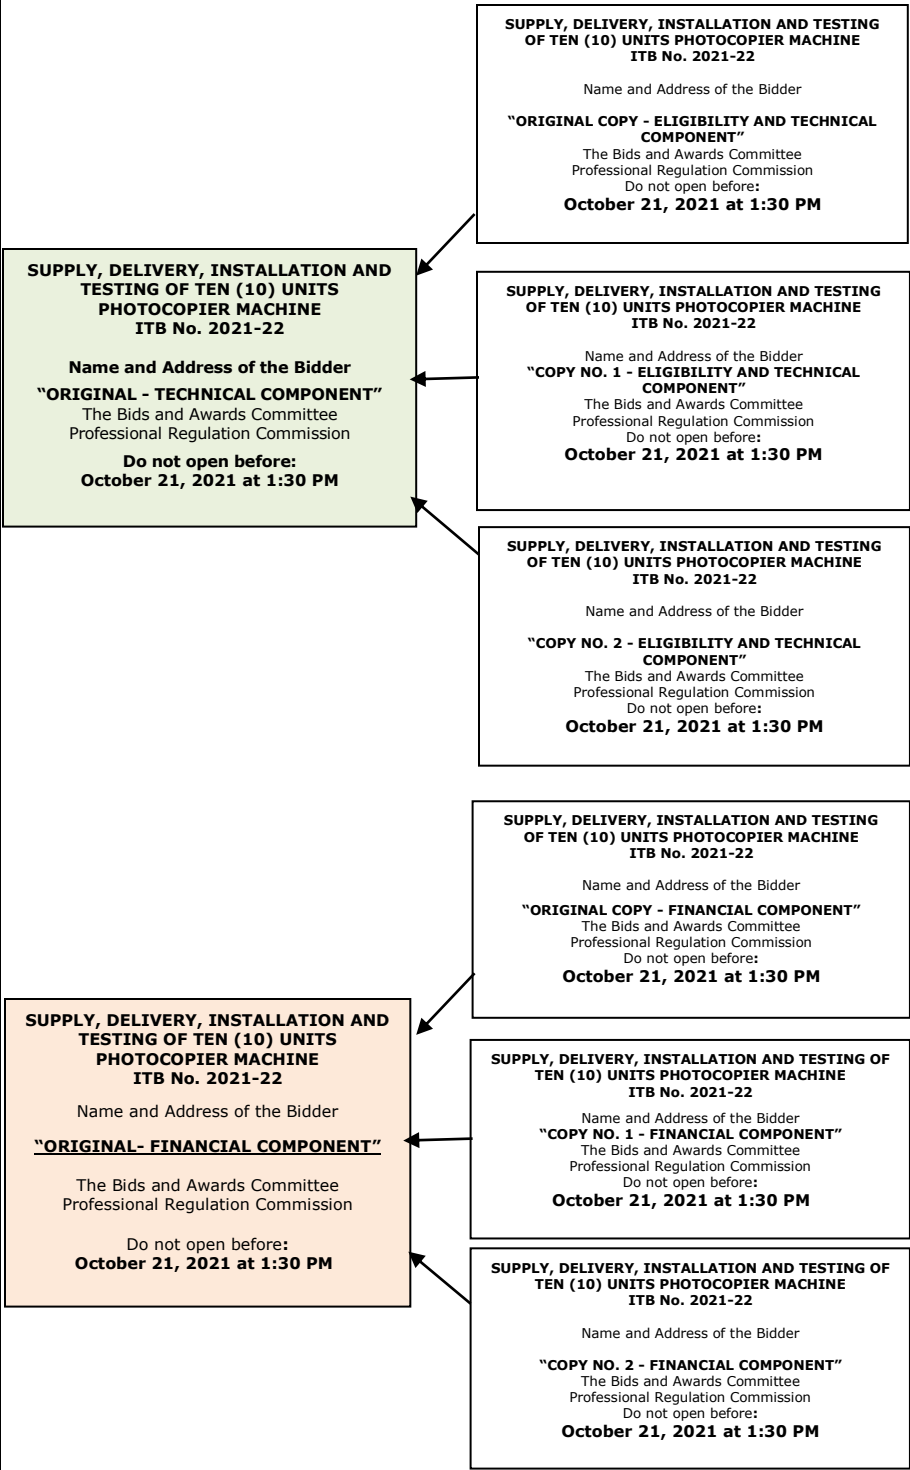 SUPPLY, DELIVERY, INSTALLATION AND TESTING
OF TEN (10) UNITS PHOTOCOPIER MACHINE
ITB No. 2021-22
Name and Address of the Bidder
“ORIGINAL COPY - ELIGIBILITY AND TECHNICAL
COMPONENT”
The Bids and Awards Committee
Professional Regulation Commission
Do not open before:
October 21, 2021 at 1:30 PM
SUPPLY, DELIVERY, INSTALLATION AND
TESTING OF TEN (10) UNITS
PHOTOCOPIER MACHINE
ITB No. 2021-22
Name and Address of the Bidder
“ORIGINAL - TECHNICAL COMPONENT”
The Bids and Awards Committee
Professional Regulation Commission
Do not open before:
October 21, 2021 at 1:30 PM
SUPPLY, DELIVERY, INSTALLATION AND TESTING
OF TEN (10) UNITS PHOTOCOPIER MACHINE
ITB No. 2021-22
Name and Address of the Bidder
“COPY NO. 1 - ELIGIBILITY AND TECHNICAL
COMPONENT”
The Bids and Awards Committee
Professional Regulation Commission
Do not open before:
October 21, 2021 at 1:30 PM
SUPPLY, DELIVERY, INSTALLATION AND TESTING
OF TEN (10) UNITS PHOTOCOPIER MACHINE
ITB No. 2021-22
Name and Address of the Bidder
“COPY NO. 2 - ELIGIBILITY AND TECHNICAL
COMPONENT”
The Bids and Awards Committee
Professional Regulation Commission
Do not open before:
October 21, 2021 at 1:30 PM
SUPPLY, DELIVERY, INSTALLATION AND TESTING
OF TEN (10) UNITS PHOTOCOPIER MACHINE
ITB No. 2021-22
Name and Address of the Bidder
“ORIGINAL COPY - FINANCIAL COMPONENT”
The Bids and Awards Committee
Professional Regulation Commission
Do not open before:
October 21, 2021 at 1:30 PM
SUPPLY, DELIVERY, INSTALLATION AND
TESTING OF TEN (10) UNITS
PHOTOCOPIER MACHINE
ITB No. 2021-22
Name and Address of the Bidder
“ORIGINAL- FINANCIAL COMPONENT”
The Bids and Awards Committee
Professional Regulation Commission
Do not open before:
October 21, 2021 at 1:30 PM
SUPPLY, DELIVERY, INSTALLATION AND TESTING OF
TEN (10) UNITS PHOTOCOPIER MACHINE
ITB No. 2021-22
Name and Address of the Bidder
“COPY NO. 1 - FINANCIAL COMPONENT”
The Bids and Awards Committee
Professional Regulation Commission
Do not open before:
October 21, 2021 at 1:30 PM
SUPPLY, DELIVERY, INSTALLATION AND TESTING OF
TEN (10) UNITS PHOTOCOPIER MACHINE
ITB No. 2021-22
Name and Address of the Bidder
“COPY NO. 2 - FINANCIAL COMPONENT”
The Bids and Awards Committee
Professional Regulation Commission
Do not open before:
October 21, 2021 at 1:30 PM